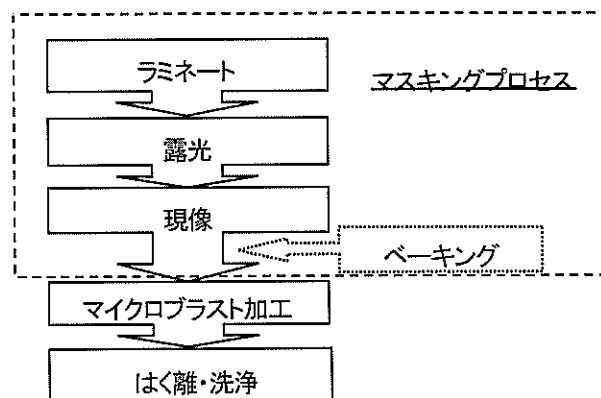 ラミネート
マスキングプロセス
露光
現像
ベーキング
マイクロブラスト加工
はく離・洗浄